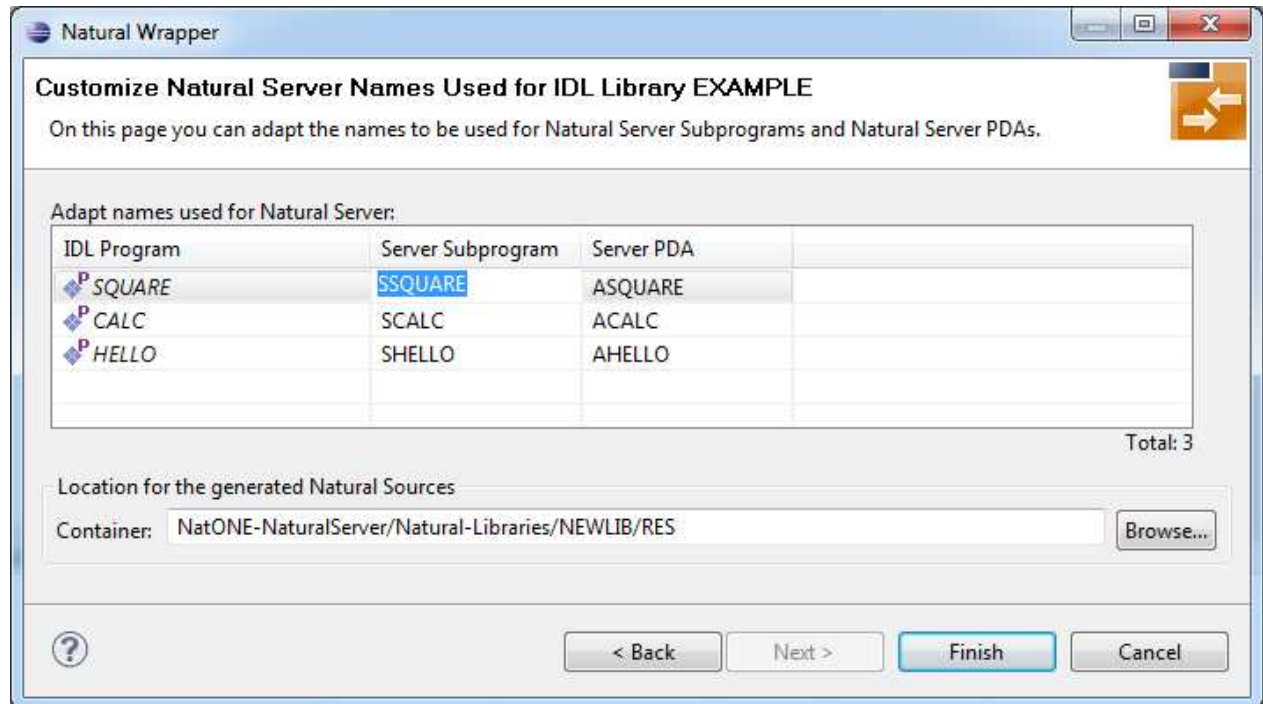 Natural Wrapper
Customize Natural Server Names Used for IDL Library EXAMPLE
On this page you can adapt the names to be used for Natural Server Subprograms and Natural Server PDAs.
Adapt names used for Natural Server:
IDL Program Server Subprogram Server PDA
P SQUARE SSQUARE ASQUARE
P CALC SCALC ACALC
P HELLO SHELLO AHELLO
Total: 3
Location for the generated Natural Sources
Container: NatONE-NaturalServer/Natural-Libraries/NEWLIB/RES Browse...
? < Back Next > Finish Cancel